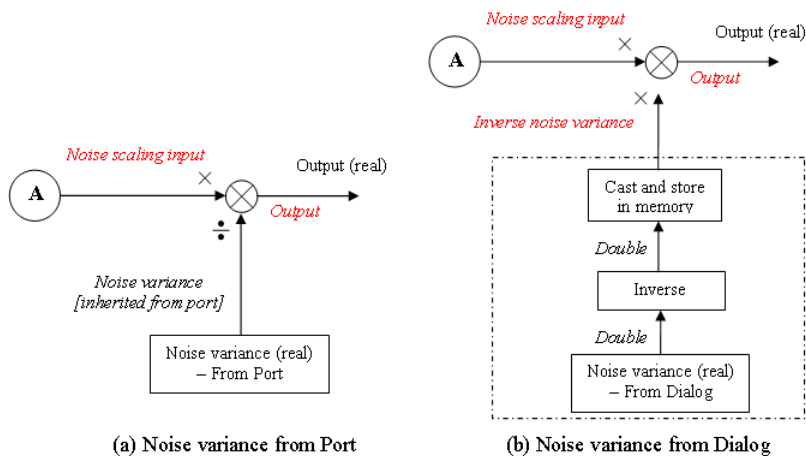 Noise scaling input
×
Output (real)
A
Output
÷
Noise variance
[inherited from port]
Noise variance (real)
– From Port
(a) Noise variance from Port
Noise scaling input
×
Output (real)
A
Output
×
Inverse noise variance
Cast and store
in memory
Double
Inverse
Double
Noise variance (real)
– From Dialog
(b) Noise variance from Dialog